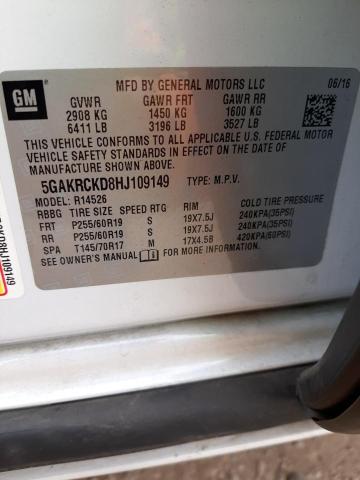 GM
MFD BY GENERAL MOTORS LLC 06/16
GVWR GAWR FRT GAWR RR
2908 KG 1450 KG 1600 KG
6411 LB 3196 LB 3527 LB
THIS VEHICLE CONFORMS TO ALL APPLICABLE U.S. FEDERAL MOTOR
VEHICLE SAFETY AND THEFT PREVENTION STANDARDS IN
EFFECT ON THE DATE OF MANUFACTURE SHOWN ABOVE.
5GAKRCKD8HJ109149 TYPE: M.P.V.
MODEL: R14526
RBBG TIRE SIZE SPEED RTG RIM COLD TIRE PRESSURE
FRT P255/60R19 S 19X7.5J 240KPA(35PSI)
RR P255/60R19 S 19X7.5J 240KPA(35PSI)
SPA T145/70R17 M 17X4.5B 420KPA(60PSI)
SEE OWNER'S MANUAL FOR ADDITIONAL INFORMATION.